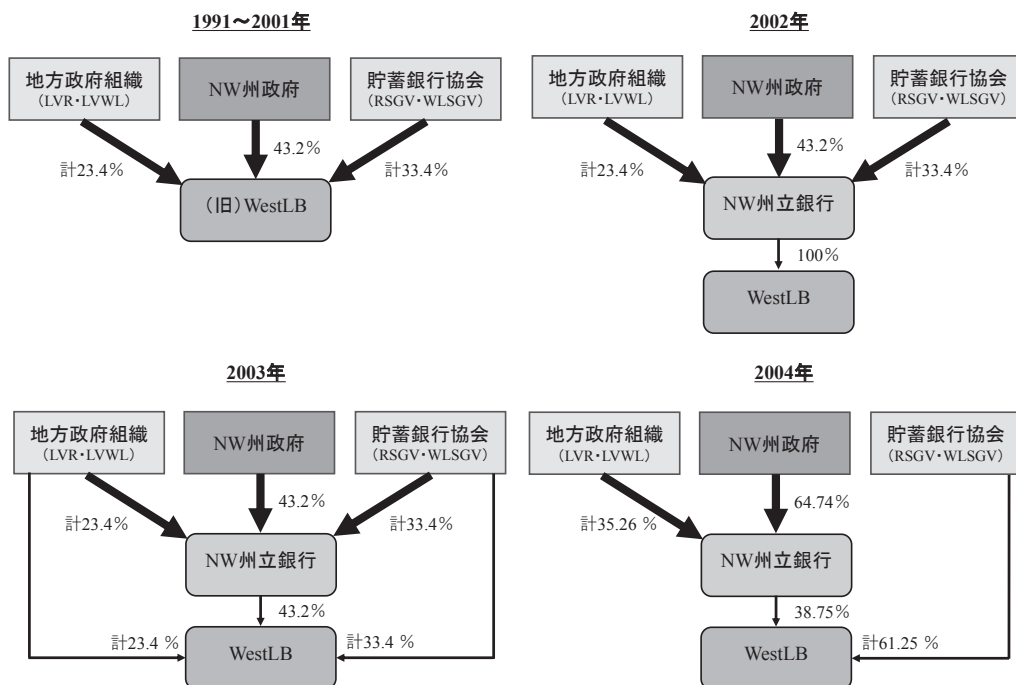 1991～2001年
地方政府組織
（LVR・LVWL）
NW州政府
貯蓄銀行協会
（RSGV・WLSGV）
計23.4%
43.2%
計33.4%
（旧）WestLB
2002年
地方政府組織
（LVR・LVWL）
NW州政府
貯蓄銀行協会
（RSGV・WLSGV）
計23.4%
43.2%
計33.4%
NW州立銀行
100%
WestLB
2003年
地方政府組織
（LVR・LVWL）
NW州政府
貯蓄銀行協会
（RSGV・WLSGV）
計23.4%
43.2%
計33.4%
NW州立銀行
43.2%
計23.4 %
計33.4 %
WestLB
2004年
地方政府組織
（LVR・LVWL）
NW州政府
貯蓄銀行協会
（RSGV・WLSGV）
計35.26 %
64.74%
NW州立銀行
38.75%
計61.25 %
WestLB